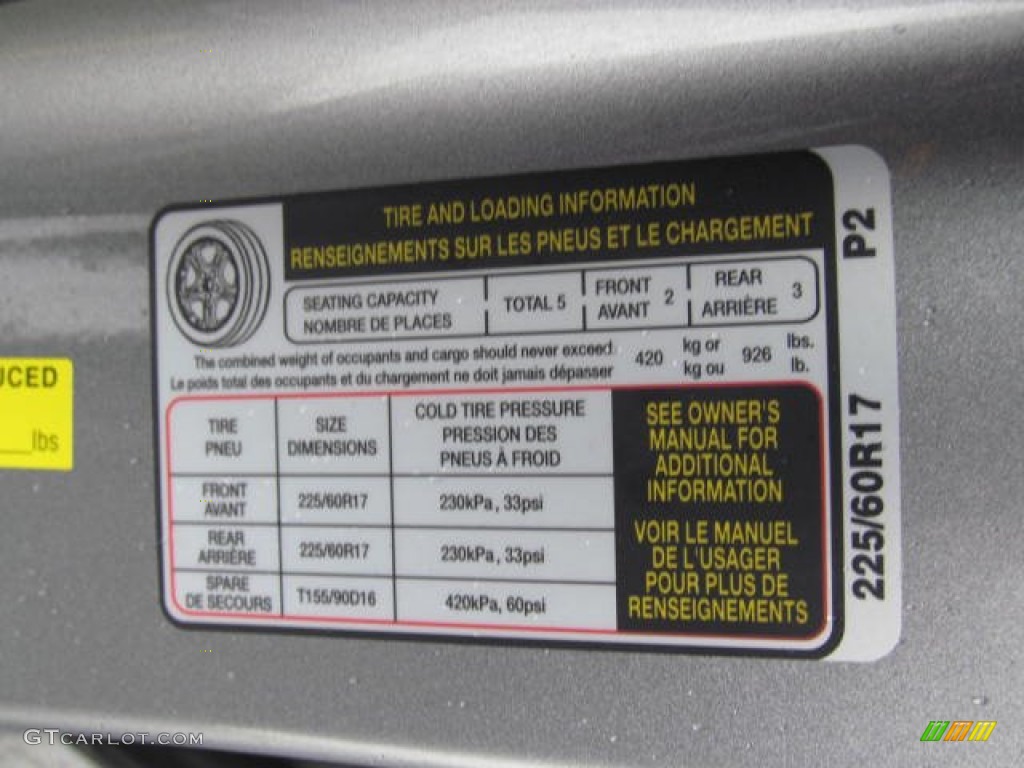 TIRE AND LOADING INFORMATION
RENSEIGNEMENTS SUR LES PNEUS ET LE CHARGEMENT
SEATING CAPACITY
NOMBRE DE PLACES
TOTAL 5
FRONT
AVANT 2
REAR
ARRIÈRE 3
The combined weight of occupants and cargo should never exceed 420 kg or 926 lbs.
Le poids total des occupants et du chargement ne doit jamais dépasser kg ou lb.
TIRE
PNEU
SIZE
DIMENSIONS
COLD TIRE PRESSURE
PRESSION DES
PNEUS À FROID
FRONT
AVANT
225/60R17
230kPa, 33psi
REAR
ARRIÈRE
225/60R17
230kPa, 33psi
SPARE
DE SECOURS
T155/90D16
420kPa, 60psi
SEE OWNER'S
MANUAL FOR
ADDITIONAL
INFORMATION
VOIR LE MANUEL
DE L'USAGER
POUR PLUS DE
RENSEIGNEMENTS
P2
225/60R17
UCED
lbs
GTCARLOT.COM